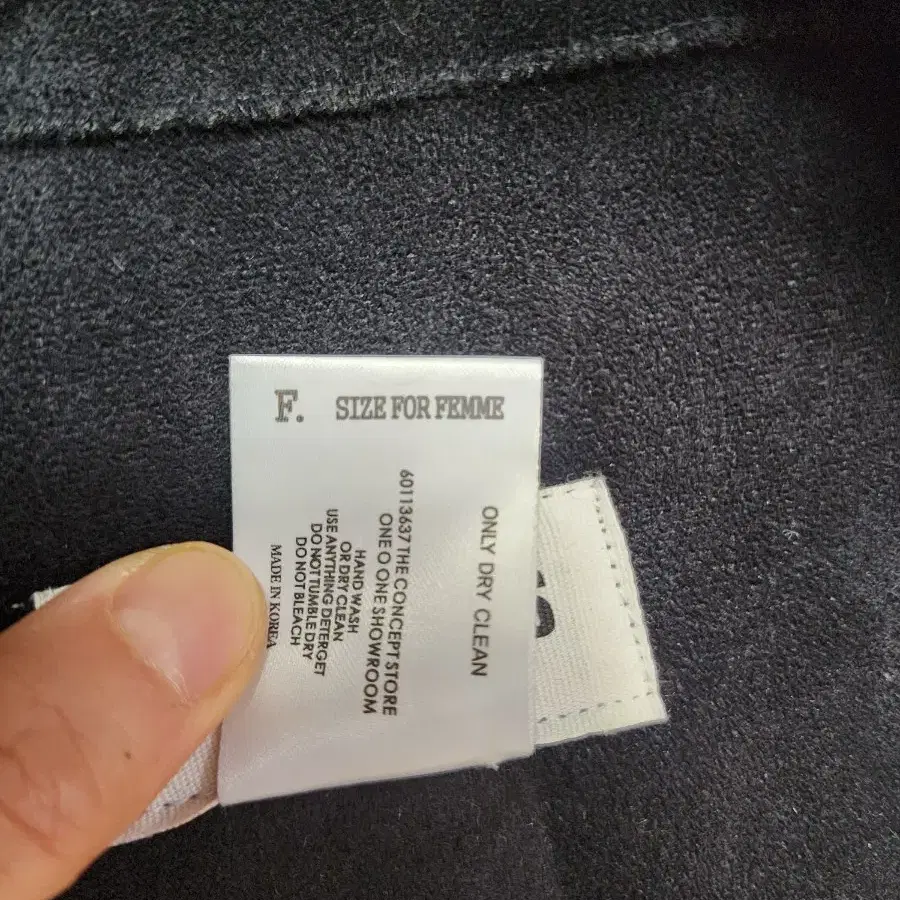 F. SIZE FOR FEMME
ONLY DRY CLEAN
60113637 THE CONCEPT STORE
ONE O ONE SHOWROOM
HAND WASH
OR DRY CLEAN
USE ANYTHING DETERGET
DO NOT TUMBLE DRY
DO NOT BLEACH
MADE IN KOREA